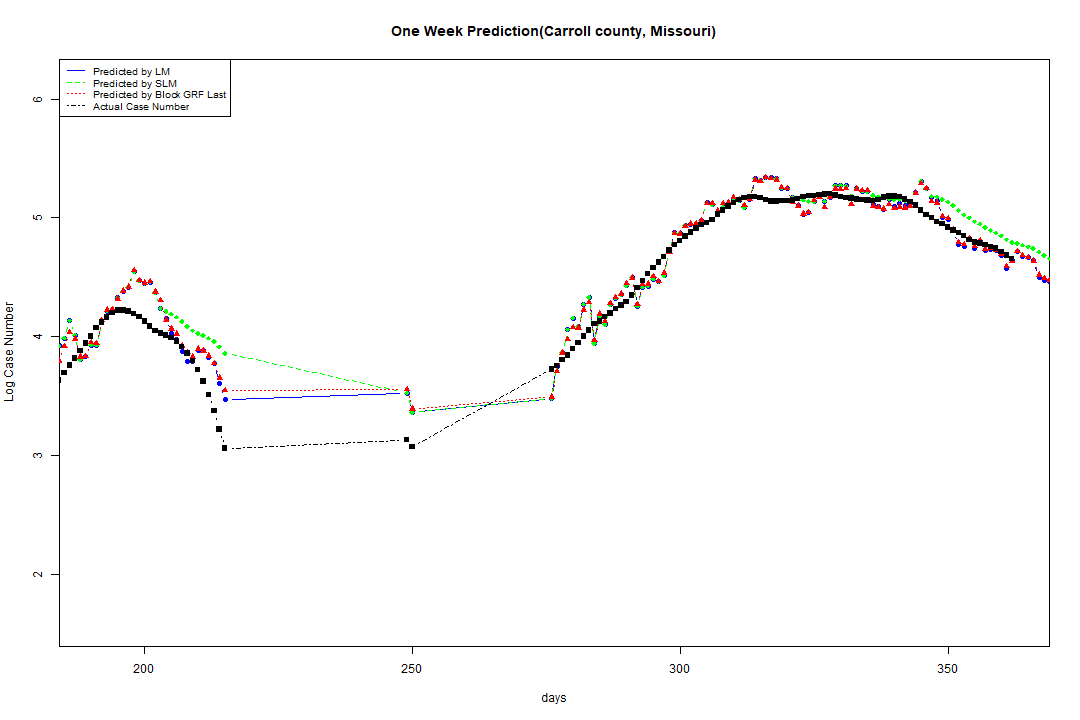 One Week Prediction(Carroll county, Missouri)
Predicted by LM
Predicted by SLM
Predicted by Block GRF Last
Actual Case Number
6
5
4
3
2
Log Case Number
200
250
300
350
days